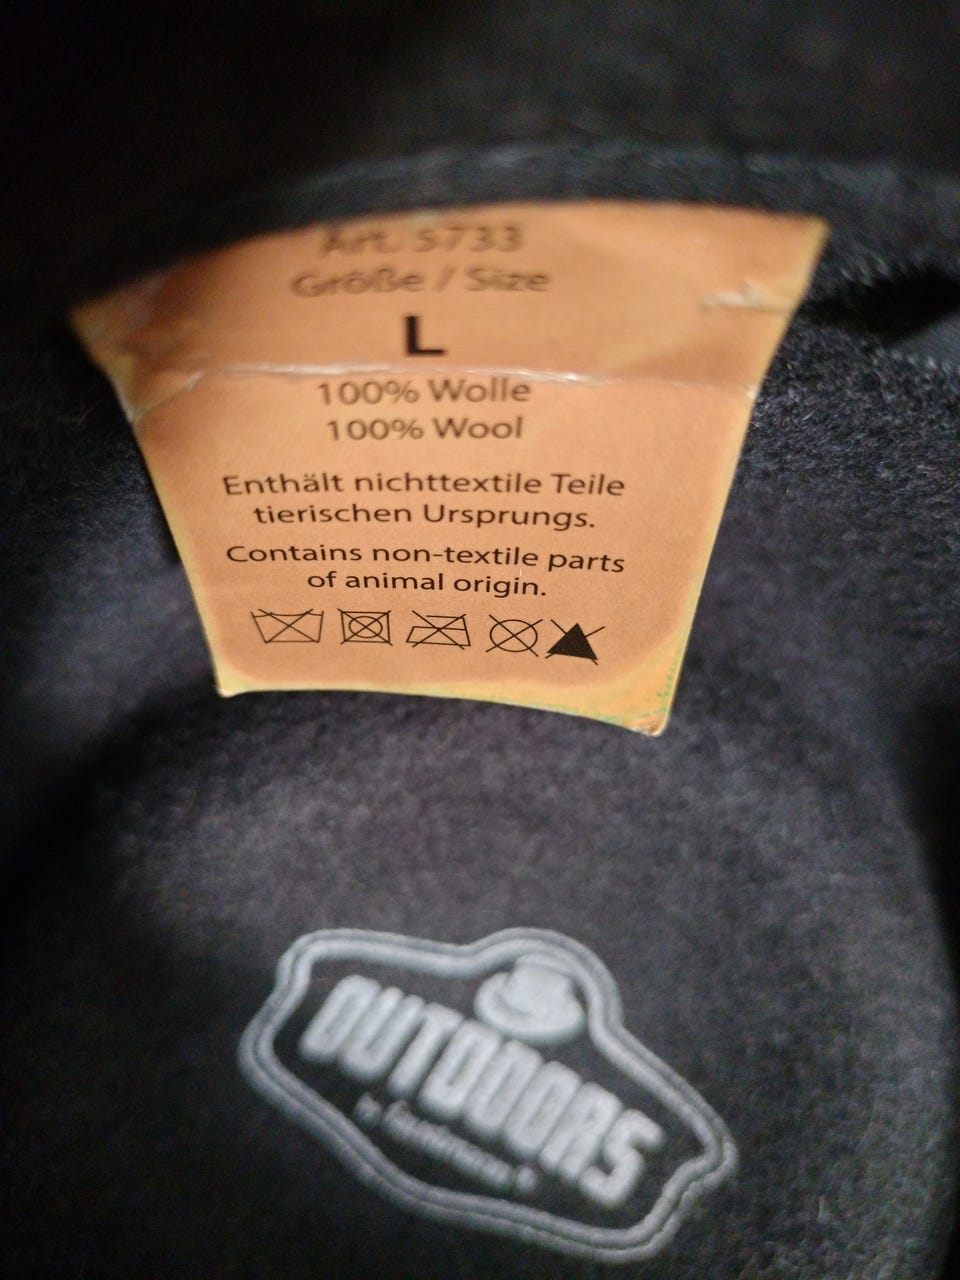 Art. 5733
Größe / Size
L
100% Wolle
100% Wool
Enthält nichttextile Teile
tierischen Ursprungs.
Contains non-textile parts
of animal origin.
OUTDOORS
by